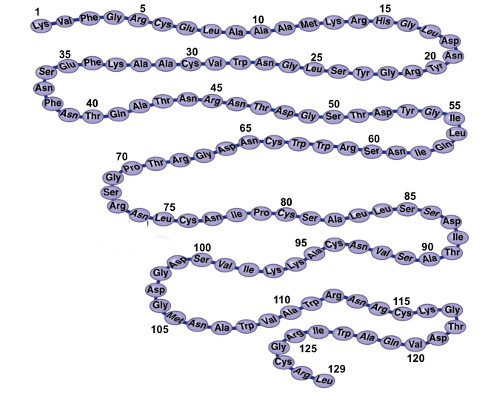 1 5 10 15
Lys Val Phe Gly Arg Cys Glu Leu Ala Ala Ala Met Lys Arg His Gly Leu
Asp
Asn
20 25 30 35
Tyr Arg Gly Tyr Ser Leu Gly Asn Trp Val Cys Ala Ala Lys Phe Glu Ser
Asn
Phe
40 45 50 55
Asn Thr Gln Ala Thr Asn Arg Asn Thr Asp Gly Ser Thr Asp Tyr Gly Ile
Leu
60 65 70
Gln Ile Asn Ser Arg Trp Trp Cys Asn Asp Gly Arg Thr Pro
Gly
Ser
75 80 85
Arg Asn Leu Cys Asn Ile Pro Cys Ser Ala Leu Leu Ser Ser Asp
Ile
90 95 100
Thr Ala Ser Val Asn Cys Ala Lys Lys Ile Val Ser Asp Gly
Asp
Gly
105 110 115
Met Asn Ala Trp Val Ala Trp Arg Asn Arg Cys Lys Gly
Thr
120 125
Asp Val Gln Ala Trp Ile Arg Gly
129
Cys Arg Leu